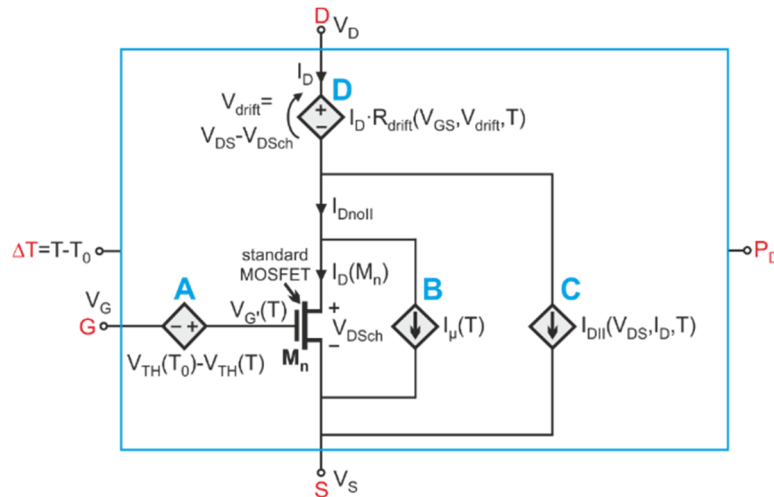 D
V_D
I_D
D
V_drift=
V_DS-V_DSch
+
−
I_D·R_drift(V_GS,V_drift,T)
I_DnoII
ΔT=T-T_0
P_D
standard
MOSFET
I_D(M_n)
V_G
A
B
C
G
− +
V_G'(T)
+
V_DSch
−
I_μ(T)
I_DII(V_DS,I_D,T)
V_TH(T_0)-V_TH(T)
M_n
S
V_S